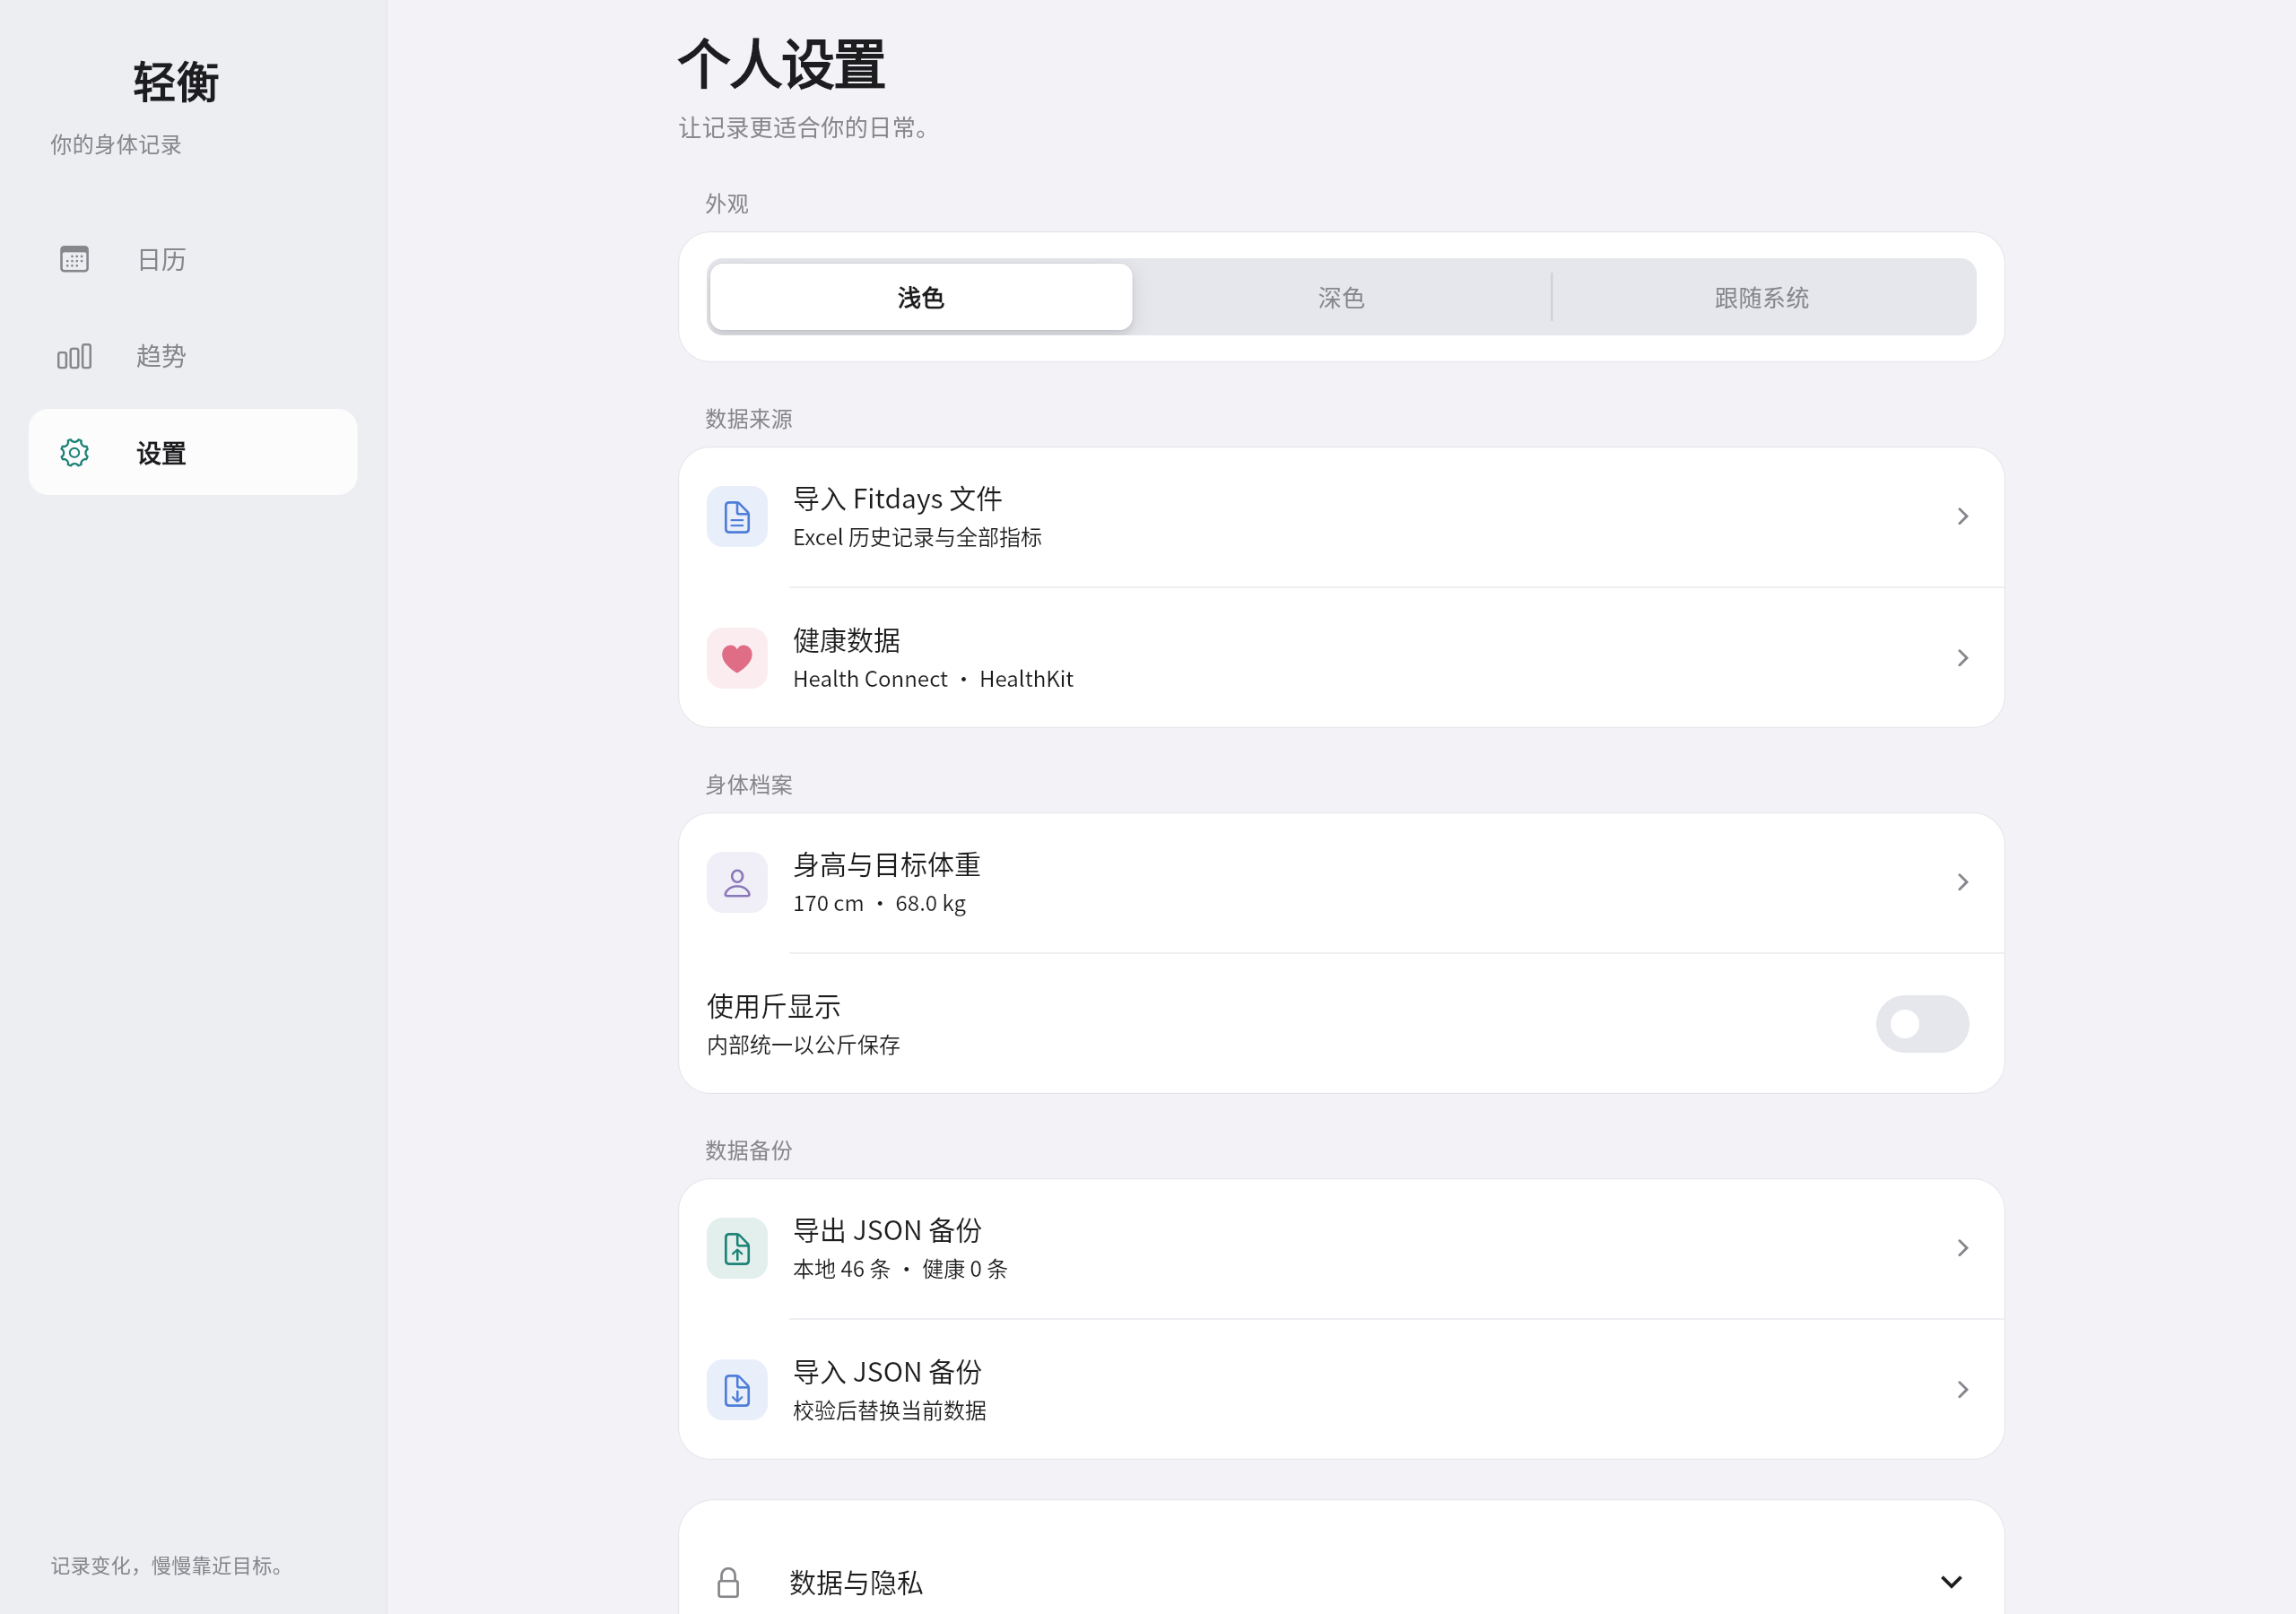 轻衡
你的身体记录
日历
趋势
设置
记录变化，慢慢靠近目标。
个人设置
让记录更适合你的日常。
外观
浅色
深色
跟随系统
数据来源
导入 Fitdays 文件
Excel 历史记录与全部指标
健康数据
Health Connect · HealthKit
身体档案
身高与目标体重
170 cm · 68.0 kg
使用斤显示
内部统一以公斤保存
数据备份
导出 JSON 备份
本地 46 条 · 健康 0 条
导入 JSON 备份
校验后替换当前数据
数据与隐私